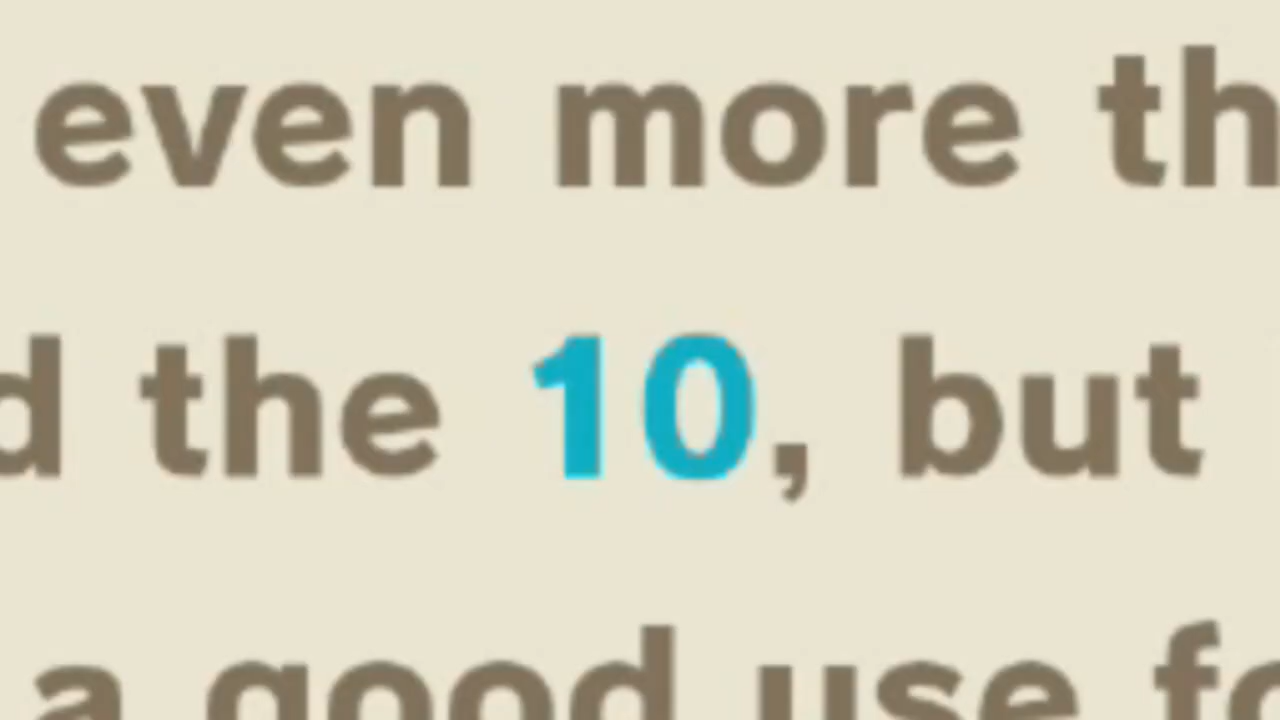 even more th
d the 10, but
a good use fo